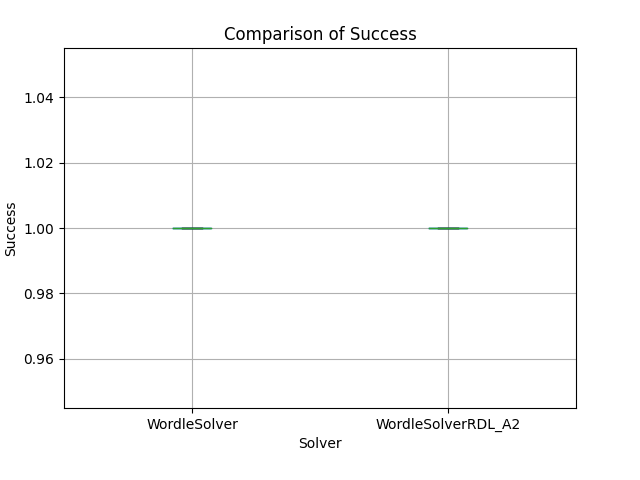 Comparison of Success
1.04
1.02
1.00
0.98
0.96
Success
WordleSolver
WordleSolverRDL_A2
Solver